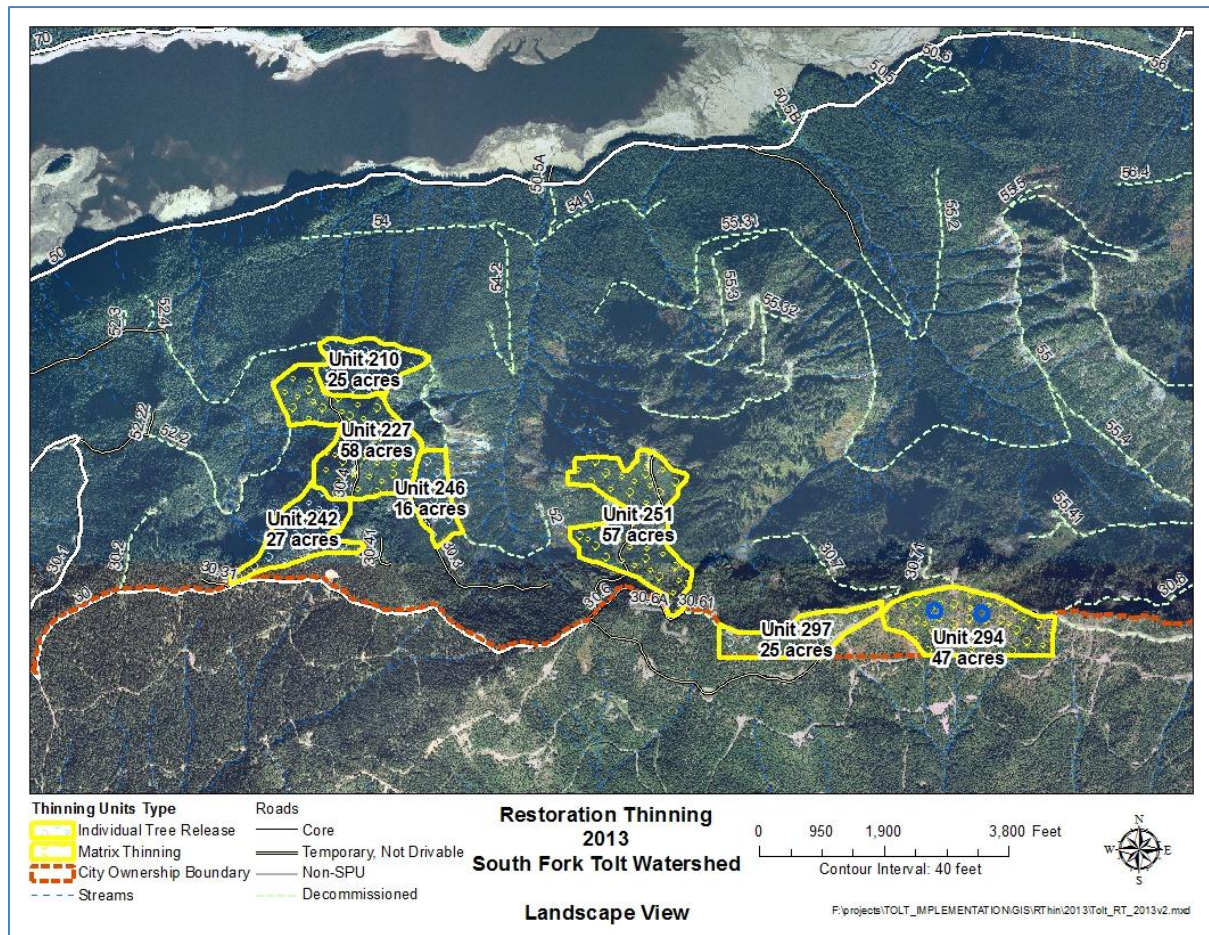 70
50.6
50.5
56
50.5B
50.5A
56.4
55.5
54.1
55.2
54
55.31
50
54.2
55.3
55.32
52.3
52.1
55
Unit 210
25 acres
52.22
52.2
Unit 227
58 acres
55.4
30.4
Unit 246
16 acres
Unit 251
57 acres
52
55.41
Unit 242
27 acres
30.1
30.2
30.41
30.3
30.7
30.71
30.31
30
30.6
30.6A
30.61
30.8
Unit 297
25 acres
Unit 294
47 acres
Thinning Units Type
Individual Tree Release
Matrix Thinning
City Ownership Boundary
Streams
Roads
Core
Temporary, Not Drivable
Non-SPU
Decommissioned
Restoration Thinning
2013
South Fork Tolt Watershed
Landscape View
0 950 1,900 3,800 Feet
Contour Interval: 40 feet
N
W E
S
F:\projects\TOLT_IMPLEMENTATION\GIS\RThin\2013\Tolt_RT_2013v2.mxd